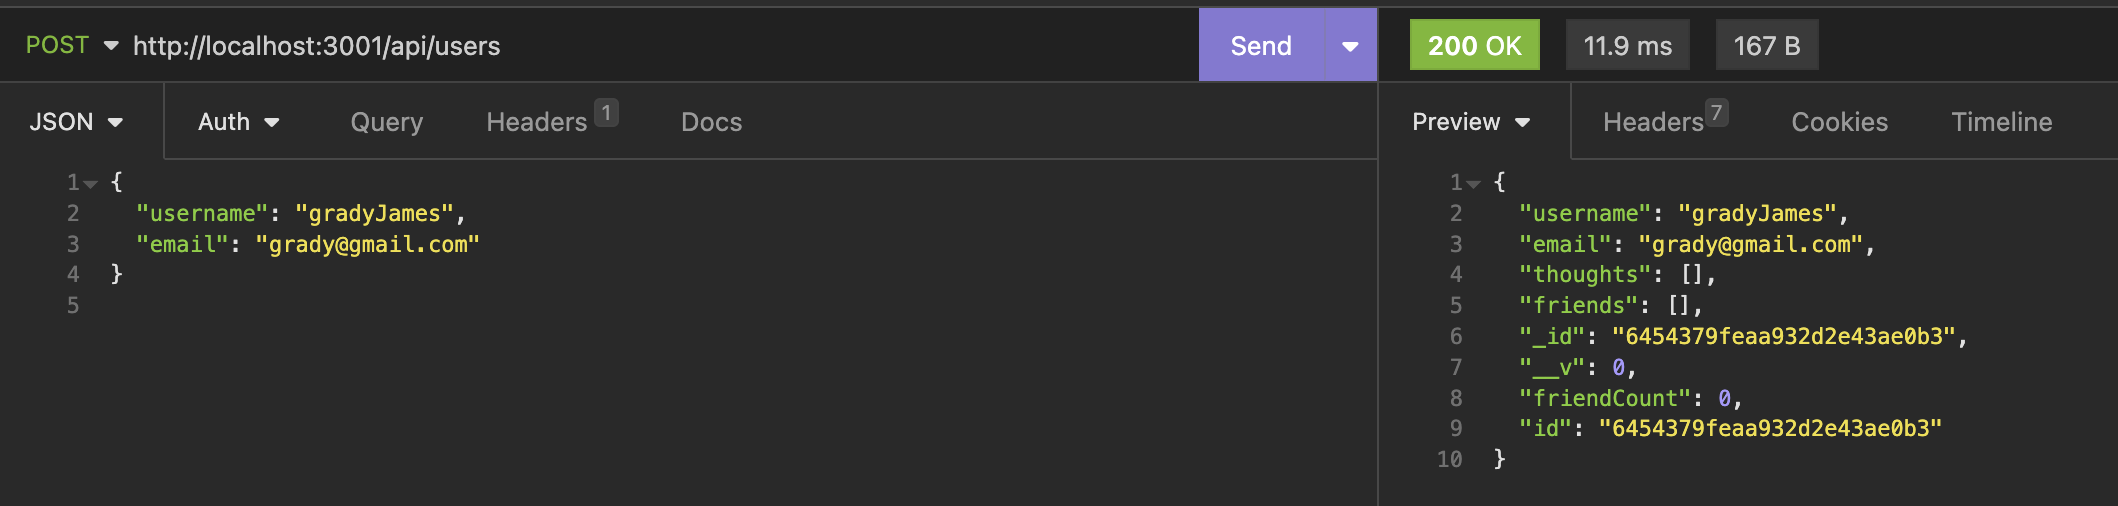 POST http://localhost:3001/api/users Send 200 OK 11.9 ms 167 B
JSON Auth Query Headers 1 Docs
1 {
2 "username": "gradyJames",
3 "email": "grady@gmail.com"
4 }
5
Preview Headers 7 Cookies Timeline
1 {
2 "username": "gradyJames",
3 "email": "grady@gmail.com",
4 "thoughts": [],
5 "friends": [],
6 "_id": "6454379feaa932d2e43ae0b3",
7 "__v": 0,
8 "friendCount": 0,
9 "id": "6454379feaa932d2e43ae0b3"
10 }